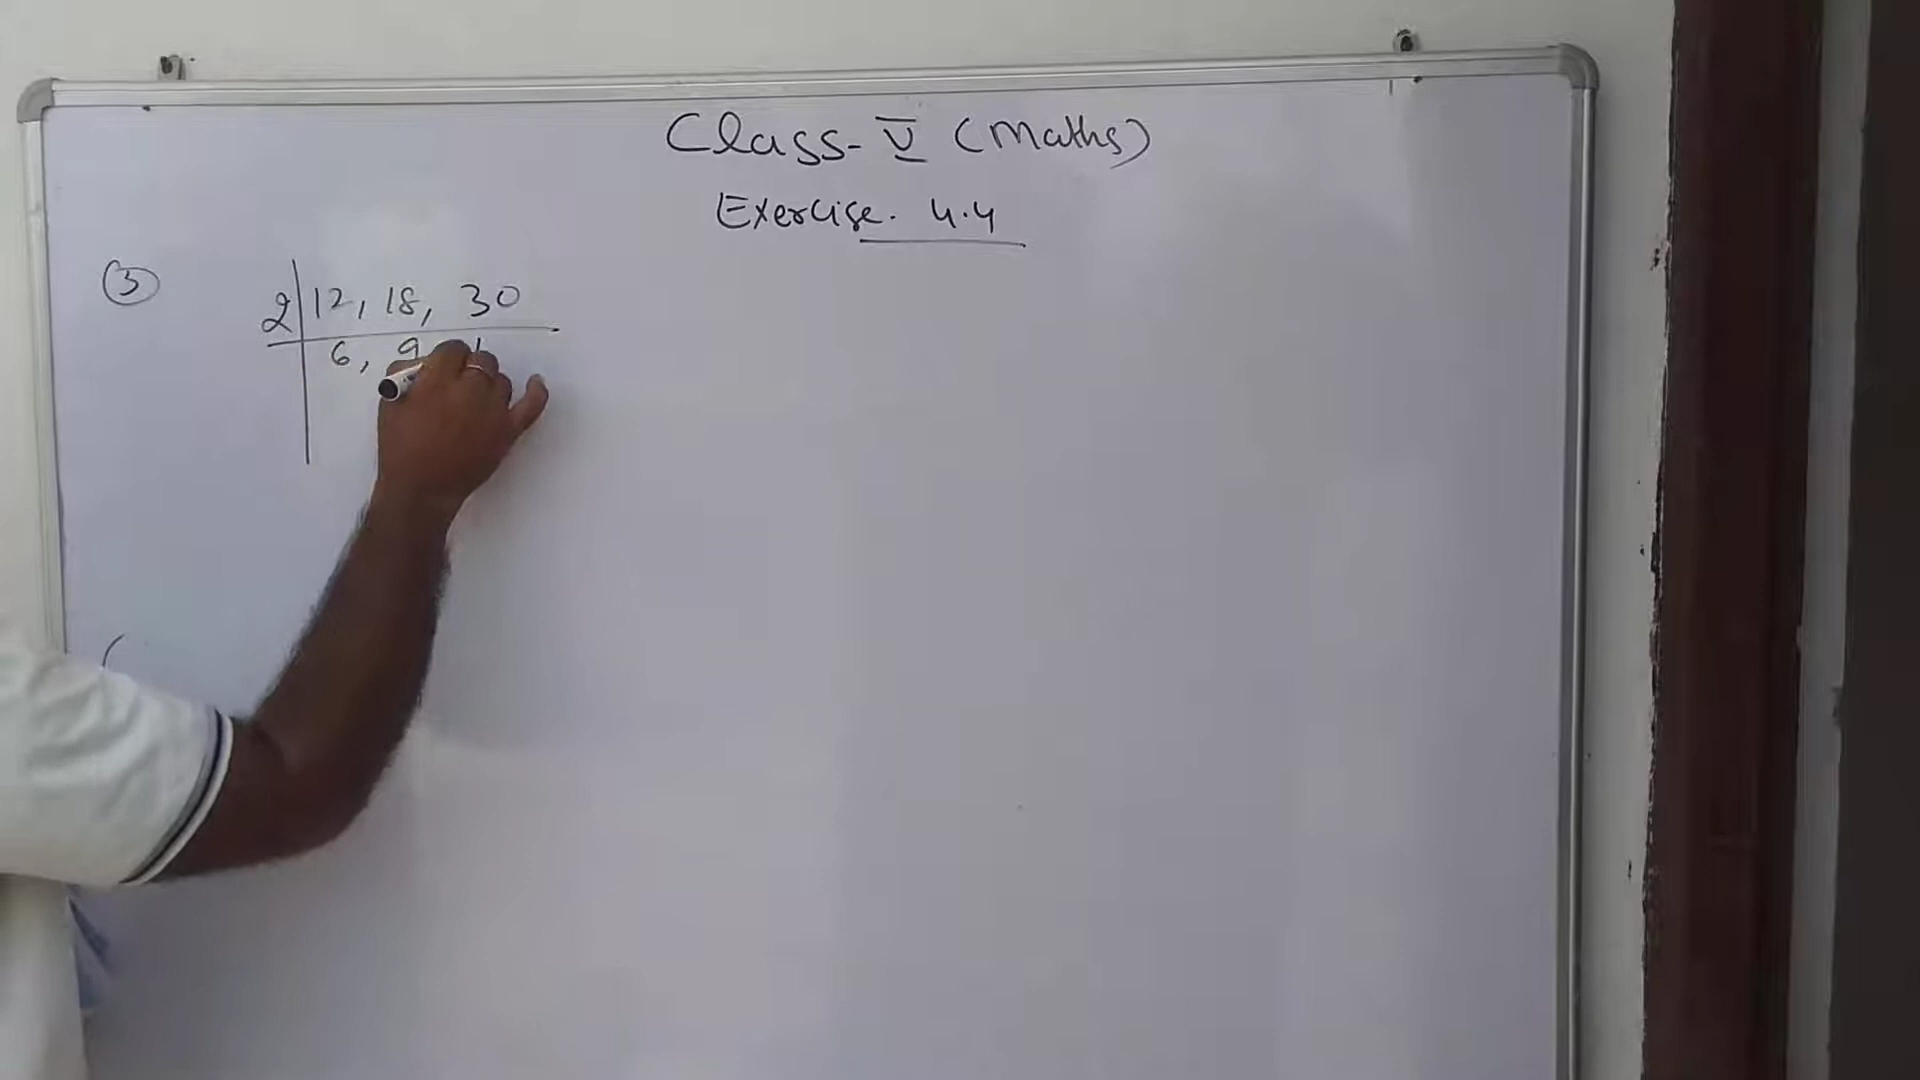 Class-V (Maths)
Exercise. 4.4
3
2 | 12, 18, 30
6, 9